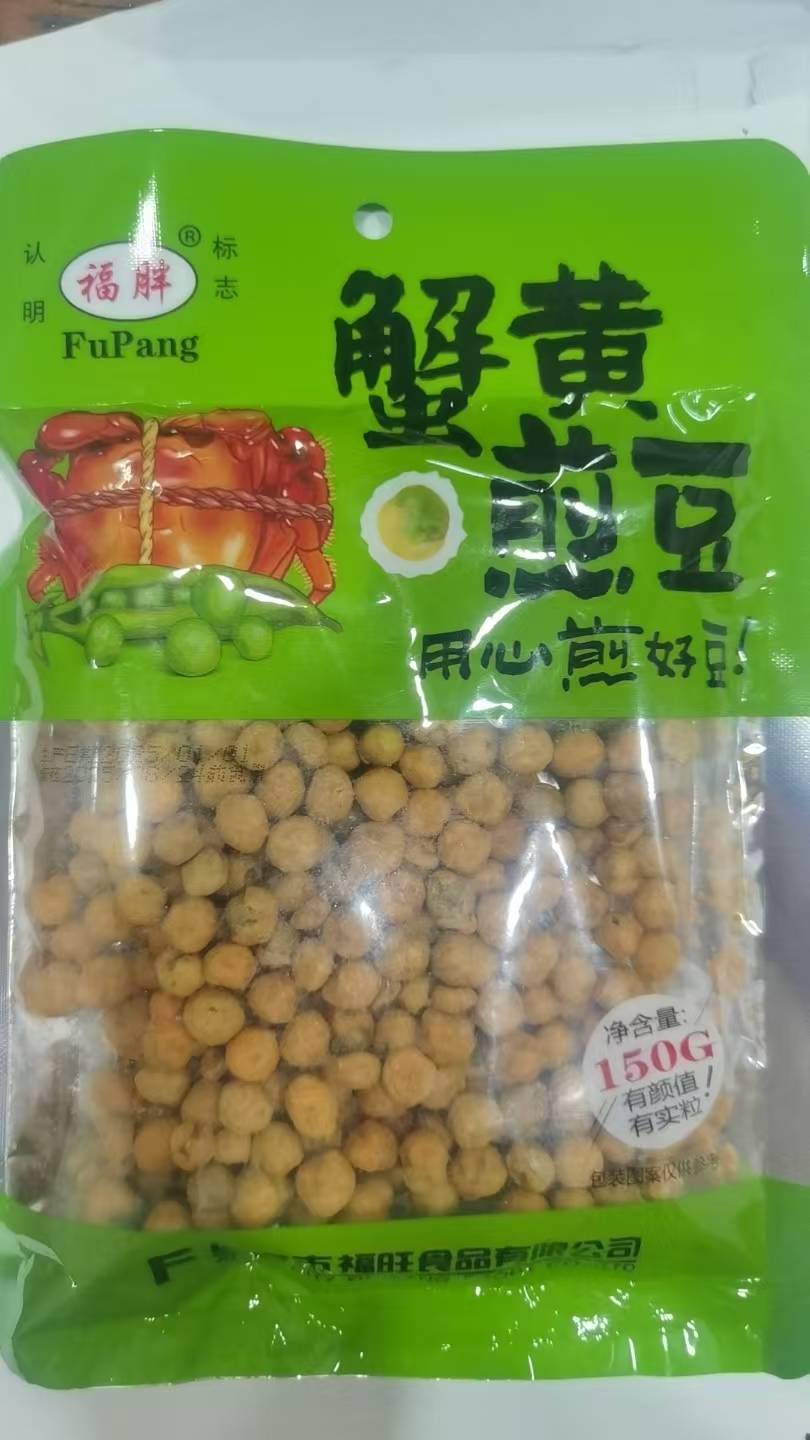 认明
标志
福胖®
FuPang
蟹黄
煎豆
用心煎好豆!
净含量:
150G
有颜值!
有实粒!
包装图案仅供参考
市福旺食品有限公司